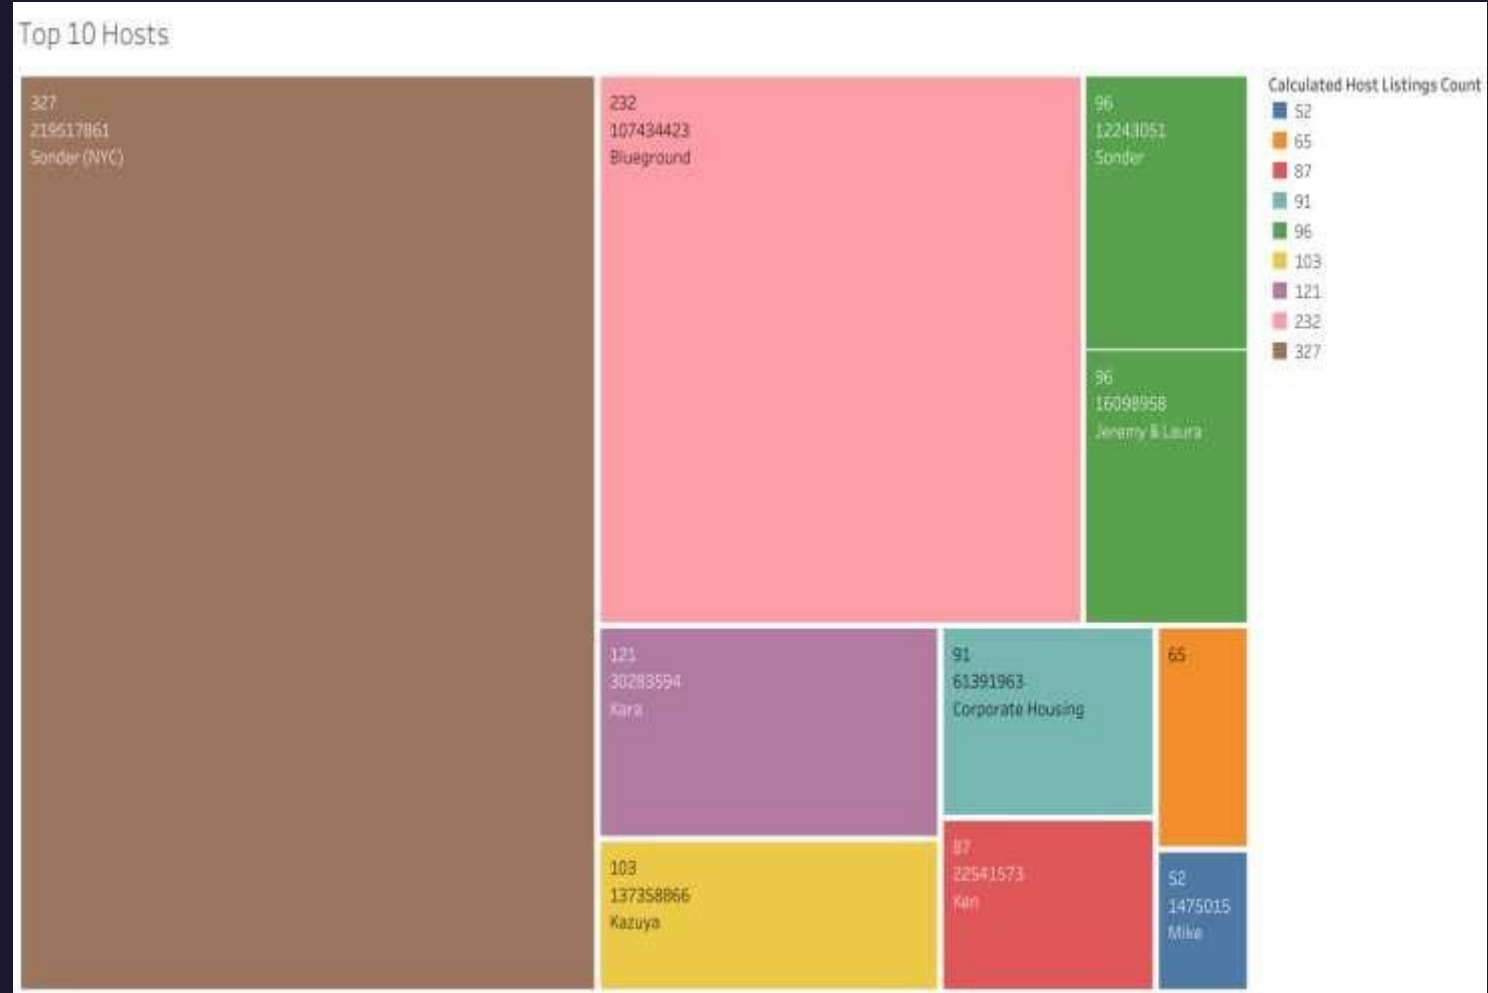 Top 10 Hosts
327
219517861
Sonder (NYC)
232
107434423
Blueground
96
12243051
Sonder
96
16098958
Jeremy & Laura
121
30283594
Kara
103
137358866
Kazuya
91
61391963
Corporate Housing
87
22541573
Ken
65
52
1475015
Mike
Calculated Host Listings Count
52
65
87
91
96
103
121
232
327